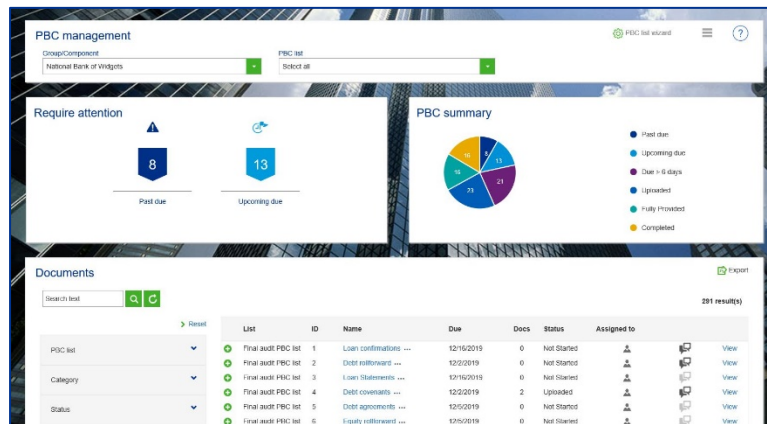 PBC management
PBC list wizard
?
Group/Component
PBC list
National Bank of Widgets
Select all
Require attention
8
13
Past due
Upcoming due
PBC summary
8
13
21
23
16
16
Past due
Upcoming due
Due > 6 days
Uploaded
Fully Provided
Completed
Documents
Export
Search text
291 result(s)
Reset
PBC list
Category
Status
List ID Name Due Docs Status Assigned to
Final audit PBC list 1 Loan confirmations ... 12/16/2019 0 Not Started View
Final audit PBC list 2 Debt rollforward ... 12/2/2019 0 Not Started View
Final audit PBC list 3 Loan Statements ... 12/16/2019 0 Not Started View
Final audit PBC list 4 Debt covenants ... 12/2/2019 2 Uploaded View
Final audit PBC list 5 Debt agreements ... 12/5/2019 0 Not Started View
Final audit PBC list 6 Equity rollforward ... 12/5/2019 0 Not Started View